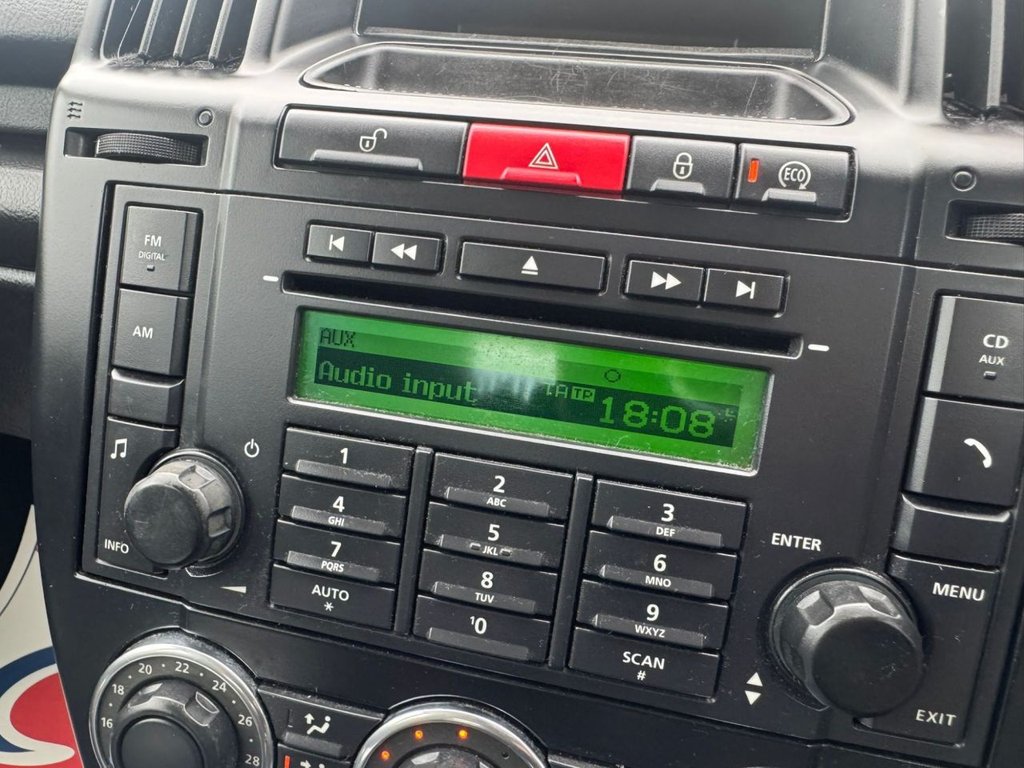 ECO
FM
DIGITAL
AM
CD
AUX
AUX
Audio input
TA TP
18:08
INFO
1
2
ABC
3
DEF
4
GHI
5
JKL
6
MNO
7
PQRS
8
TUV
9
WXYZ
AUTO
*
10
SCAN
#
ENTER
MENU
EXIT
16 18 20 22 24 26 28